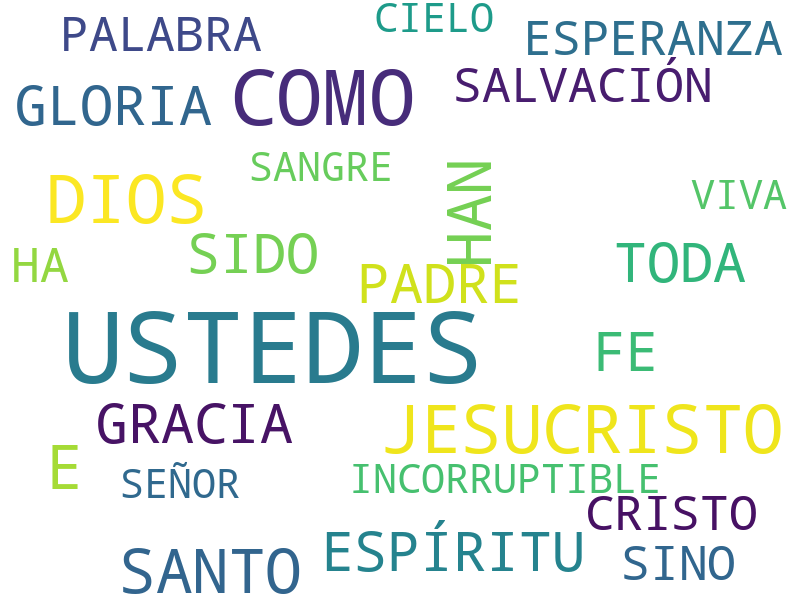 PALABRA
CIELO
ESPERANZA
GLORIA
COMO
SALVACIÓN
SANGRE
HAN
VIVA
DIOS
SIDO
HA
PADRE
TODA
USTEDES
FE
GRACIA
JESUCRISTO
E
SEÑOR
INCORRUPTIBLE
CRISTO
SANTO
ESPÍRITU
SINO